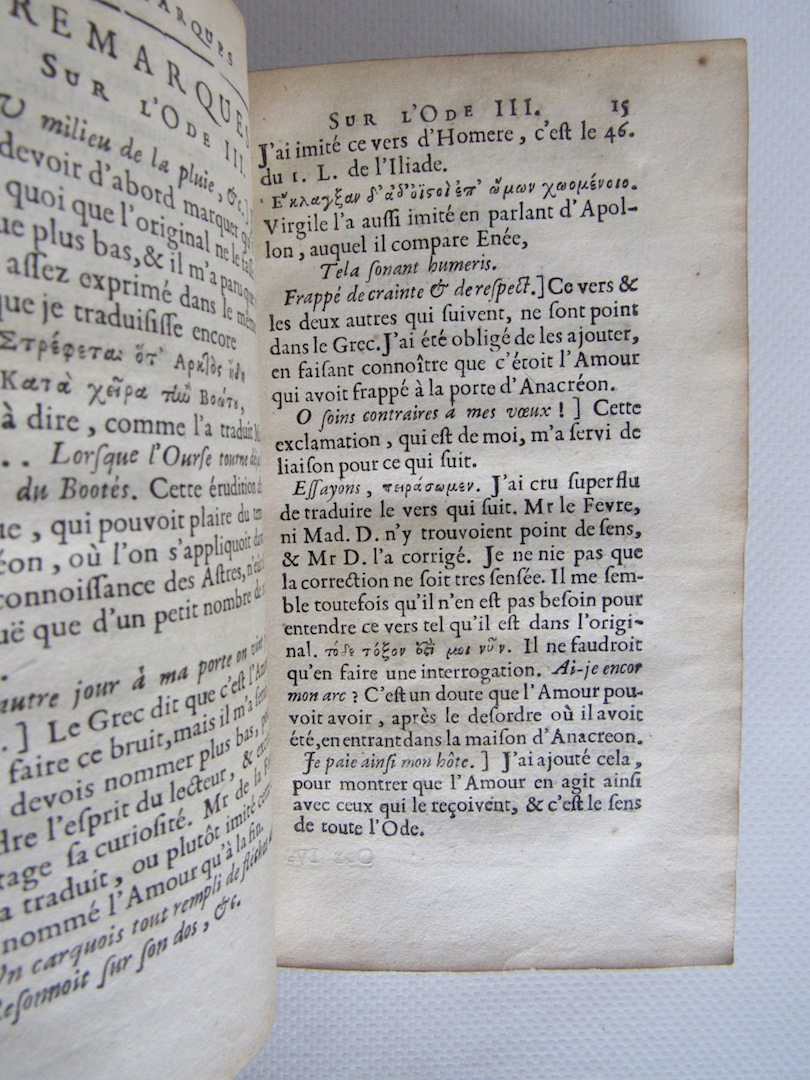 REMARQUES
SUR L'ODE III.
milieu de la pluie, &c.]
devoir d'abord marquer
quoi que l'original ne le
plus bas, & il m'a paru que
assez exprimé dans le
que je traduisisse encore
Στρέφεται ὅτ' Ἄρκτος ἤδη
Κατὰ χεῖρα τὴν Βοώτου,
à dire, comme l'a traduit
.. Lorsque l'Ourse tourne
du Bootés. Cette érudition
, qui pouvoit plaire du
, où l'on s'appliquoit
connoissance des Astres,
que d'un petit nombre de
autre jour à ma porte on
.] Le Grec dit que c'est l'
faire ce bruit, mais il m'a
devois nommer plus bas,
l'esprit du lecteur, &
sa curiosité. Mr de la
traduit, ou plutôt imité
nommé l'Amour qu'à la fin.
Un carquois tout rempli de
Resonnoit sur son dos, &c.
SUR L'ODE III. 15
J'ai imité ce vers d'Homere, c'eſt le 46.
du 1. L. de l'Iliade.
Ἔκλαγξαν δ' ἀδ' ὀϊστοὶ ἐπ' ὤμων χωομένοιο.
Virgile l'a auſſi imité en parlant d'Apol-
lon, auquel il compare Enée,
Tela ſonant humeris.
Frappé de crainte & de reſpect.] Ce vers &
les deux autres qui ſuivent, ne ſont point
dans le Grec. J'ai été obligé de les ajouter,
en faiſant connoître que c'étoit l'Amour
qui avoit frappé à la porte d'Anacréon.
O ſoins contraires à mes vœux ! ] Cette
exclamation, qui eſt de moi, m'a ſervi de
liaiſon pour ce qui ſuit.
Eſſayons, πειράσωμεν. J'ai cru ſuperflu
de traduire le vers qui ſuit. Mr le Fevre,
ni Mad. D. n'y trouvoient point de ſens,
& Mr D. l'a corrigé. Je ne nie pas que
la correction ne ſoit tres ſenſée. Il me ſem-
ble toutefois qu'il n'en eſt pas beſoin pour
entendre ce vers tel qu'il eſt dans l'origi-
nal. τόδε τόξον ὅξι μοι νῦν. Il ne faudroit
qu'en faire une interrogation. Ai-je encor
mon arc ? C'eſt un doute que l'Amour pou-
voit avoir, après le deſordre où il avoit
été, en entrant dans la maiſon d'Anacreon.
Je paie ainſi mon hôte. ] J'ai ajouté cela,
pour montrer que l'Amour en agit ainſi
avec ceux qui le reçoivent, & c'eſt le ſens
de toute l'Ode.